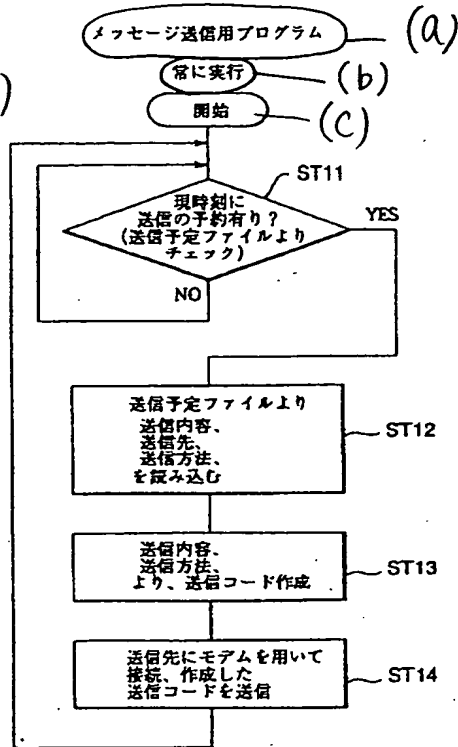 メッセージ送信用プログラム
(a)
常に実行
(b)
)
開始
(C)
ST11
現時刻に
送信の予約有り?
(送信予定ファイルより
チェック)
YES
NO
送信予定ファイルより
送信内容、
送信先、
送信方法、
を読み込む
ST12
送信内容、
送信方法、
より、送信コード作成
ST13
送信先にモデムを用いて
接続、作成した
送信コードを送信
ST14